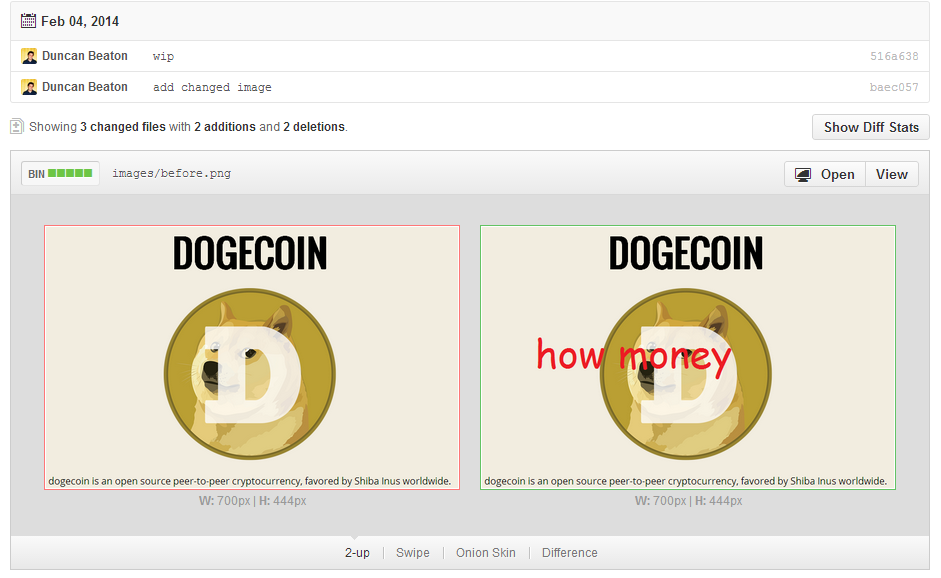 Feb 04, 2014
Duncan Beaton wip 516a638
Duncan Beaton add changed image baec057
Showing 3 changed files with 2 additions and 2 deletions. Show Diff Stats
BIN images/before.png Open View
DOGECOIN
D
dogecoin is an open source peer-to-peer cryptocurrency, favored by Shiba Inus worldwide.
W: 700px | H: 444px
DOGECOIN
how money
D
dogecoin is an open source peer-to-peer cryptocurrency, favored by Shiba Inus worldwide.
W: 700px | H: 444px
2-up Swipe Onion Skin Difference